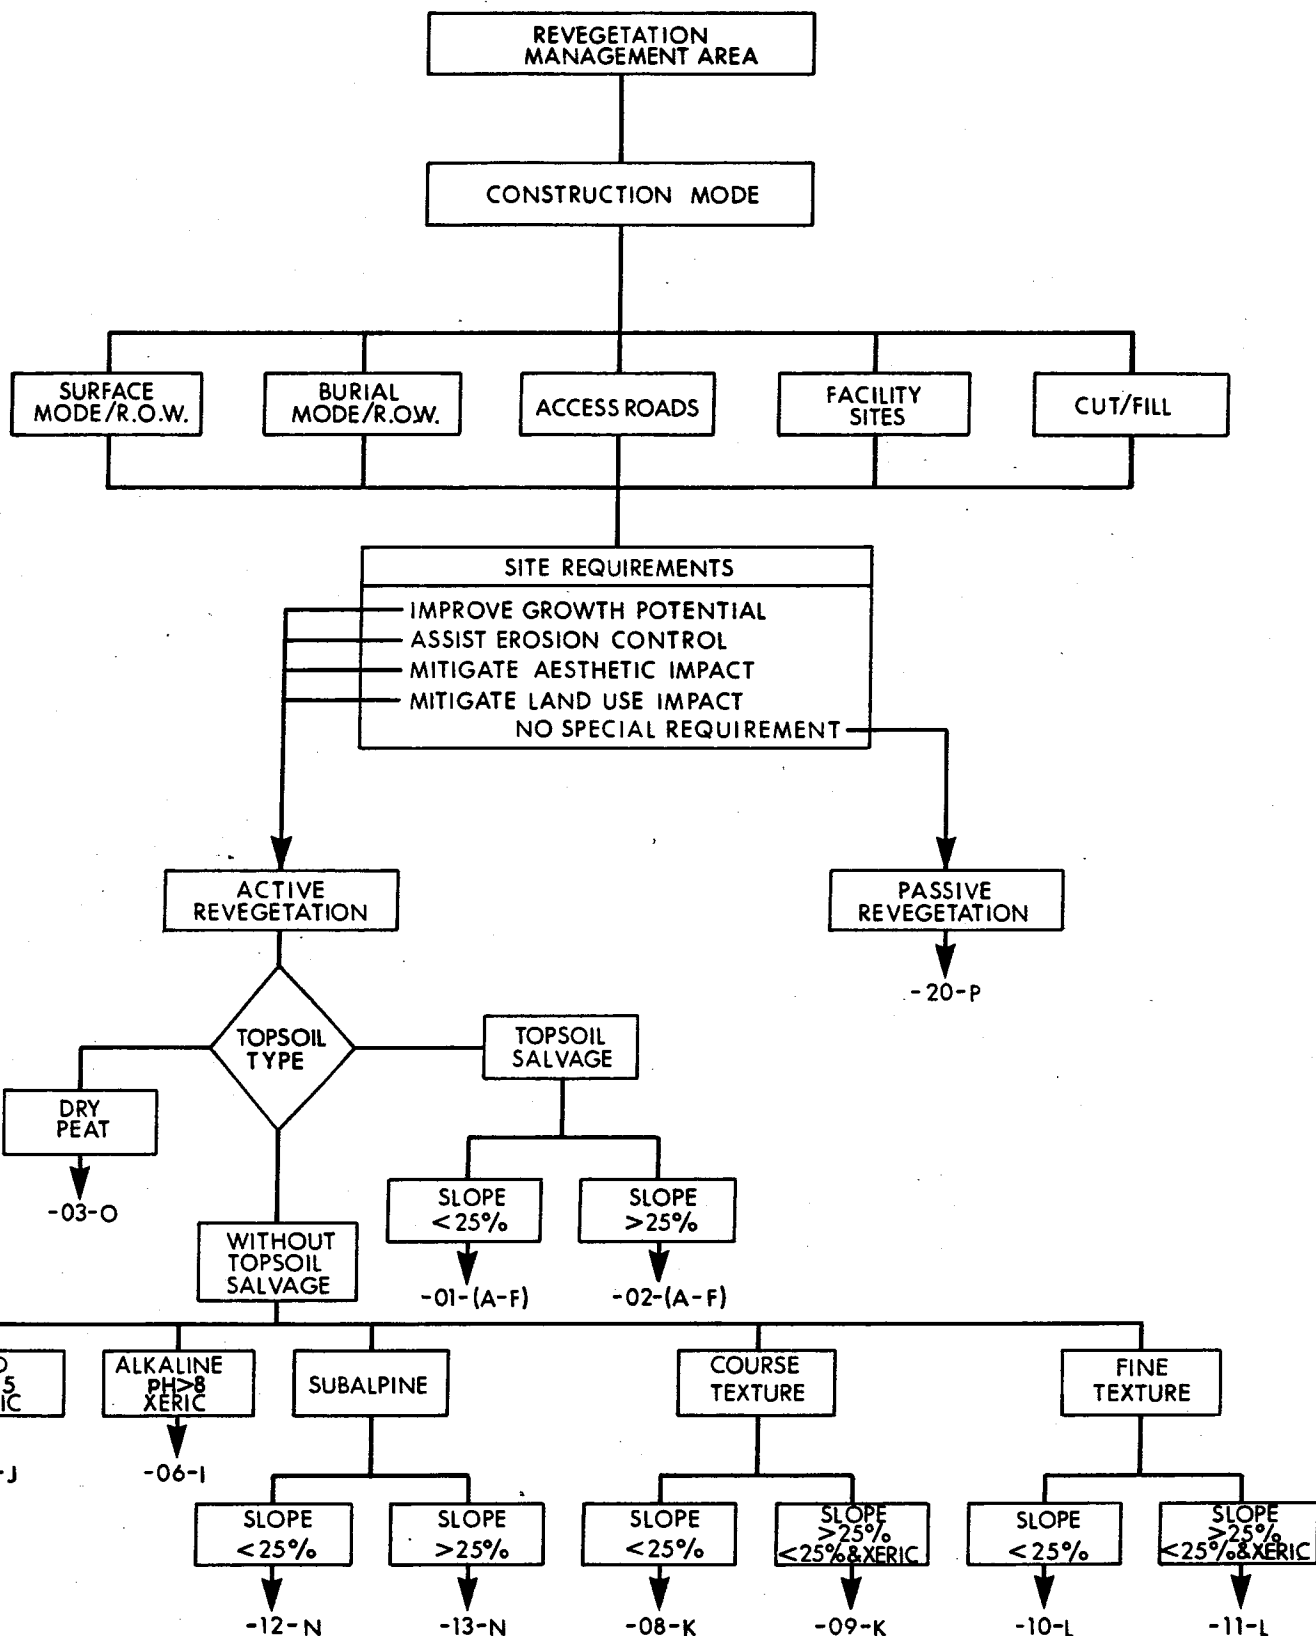 REVEGETATION
MANAGEMENT AREA
CONSTRUCTION MODE
SURFACE
MODE/R.O.W.
BURIAL
MODE/R.O.W.
ACCESS ROADS
FACILITY
SITES
CUT/FILL
SITE REQUIREMENTS
IMPROVE GROWTH POTENTIAL
ASSIST EROSION CONTROL
MITIGATE AESTHETIC IMPACT
MITIGATE LAND USE IMPACT
NO SPECIAL REQUIREMENT
ACTIVE
REVEGETATION
PASSIVE
REVEGETATION
-20-P
TOPSOIL
TYPE
TOPSOIL
SALVAGE
DRY
PEAT
-03-O
SLOPE
<25%
SLOPE
>25%
-01-(A-F)
-02-(A-F)
WITHOUT
TOPSOIL
SALVAGE
5
IC
-J
ALKALINE
pH>8
XERIC
-06-I
SUBALPINE
COURSE
TEXTURE
FINE
TEXTURE
SLOPE
<25%
SLOPE
>25%
SLOPE
<25%
SLOPE
>25%
<25%&XERIC
SLOPE
<25%
SLOPE
>25%
<25%&XERIC
-12-N
-13-N
-08-K
-09-K
-10-L
-11-L